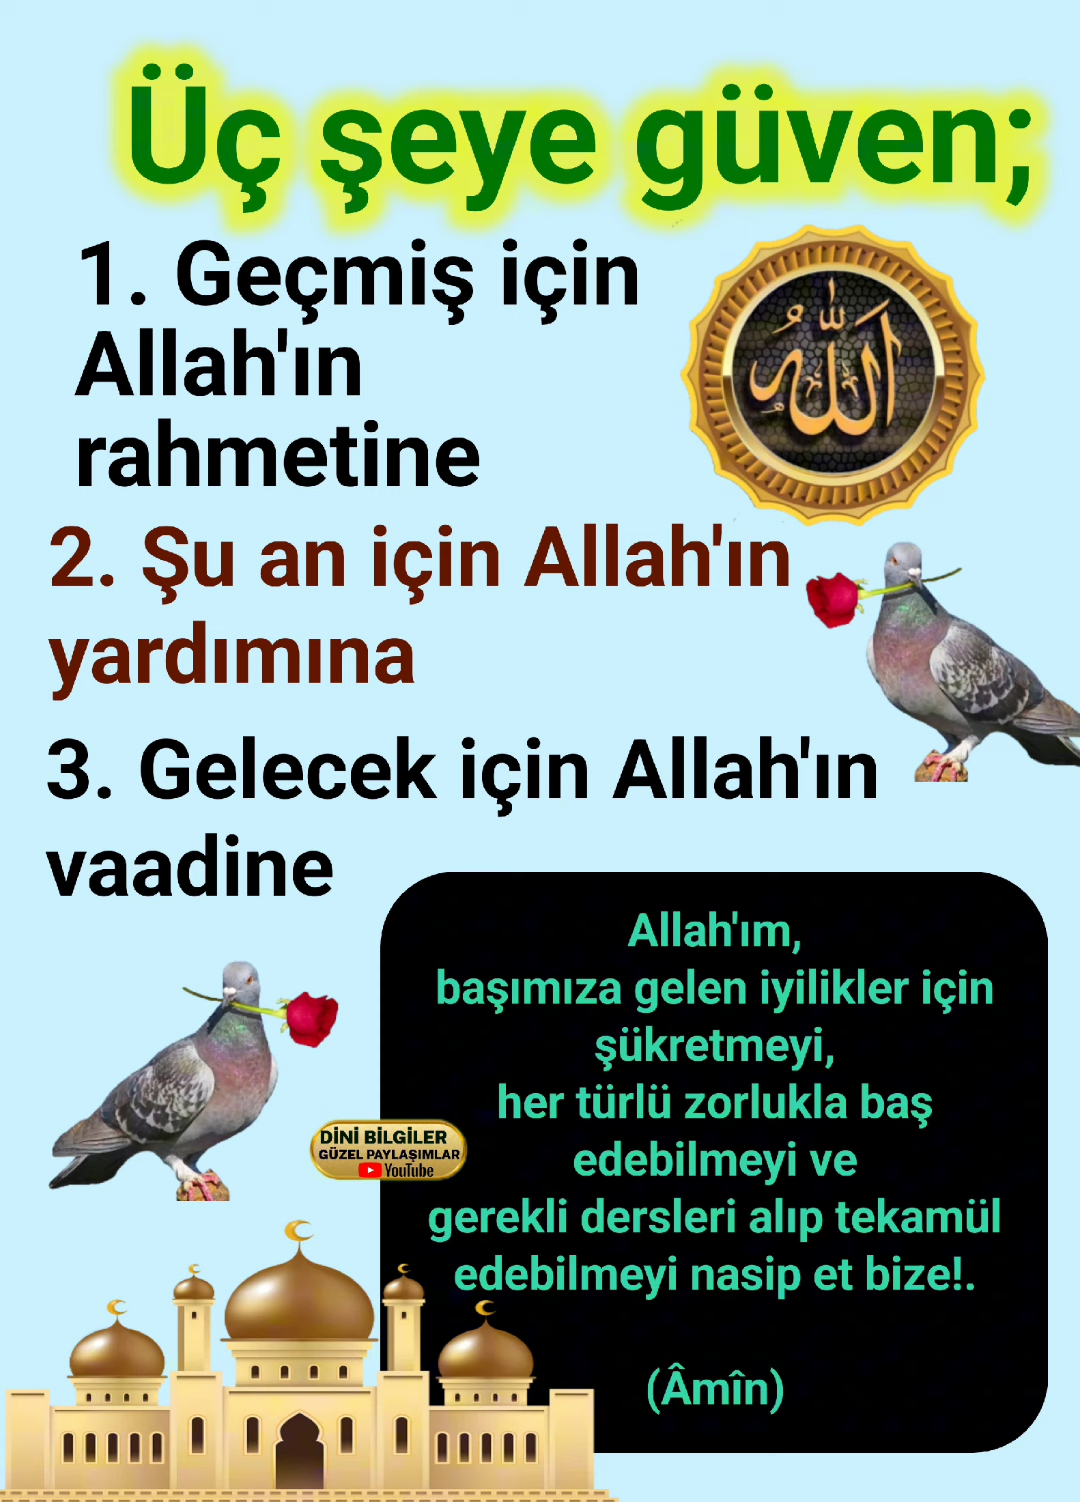 Üç şeye güven;
1. Geçmiş için
Allah'ın
rahmetine
الله
2. Şu an için Allah'ın
yardımına
3. Gelecek için Allah'ın
vaadine
Allah'ım,
başımıza gelen iyilikler için
şükretmeyi,
her türlü zorlukla baş
edebilmeyi ve
gerekli dersleri alıp tekamül
edebilmeyi nasip et bize!.
(Âmîn)
DİNİ BİLGİLER
GÜZEL PAYLAŞIMLAR
YouTube